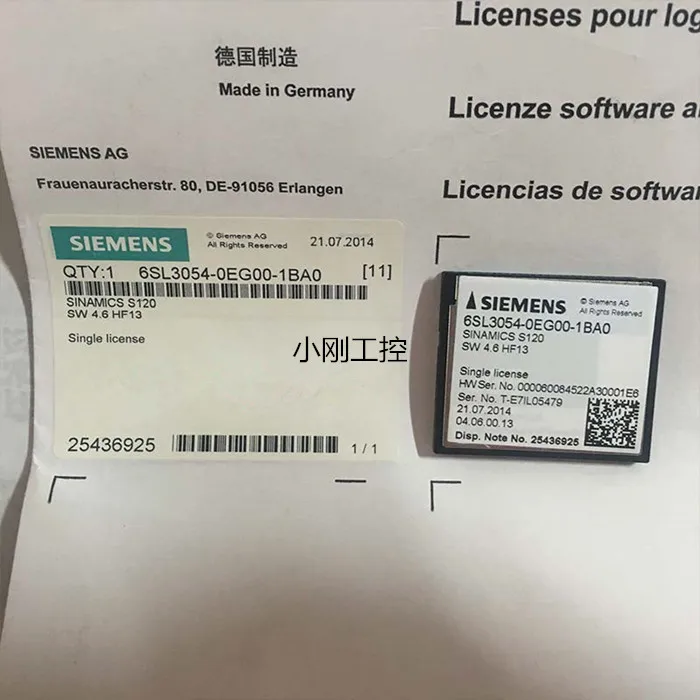 Licenses pour log
德国制造
Made in Germany
Licenze software a
SIEMENS AG
Frauenauracherstr. 80, DE-91056 Erlangen
Licencias de softwa
SIEMENS
© Siemens AG
All Rights Reserved
21.07.2014
QTY:1 6SL3054-0EG00-1BA0 [11]
SINAMICS S120
SW 4.6 HF13
Single license
25436925
1 / 1
小刚工控
SIEMENS
© Siemens AG
All Rights Reserved
6SL3054-0EG00-1BA0
SINAMICS S120
SW 4.6 HF13
Single license
HW Ser. No. 000060084522A30001E6
Ser. No. T-E7IL05479
21.07.2014
04.06.00.13
Disp. Note No. 25436925